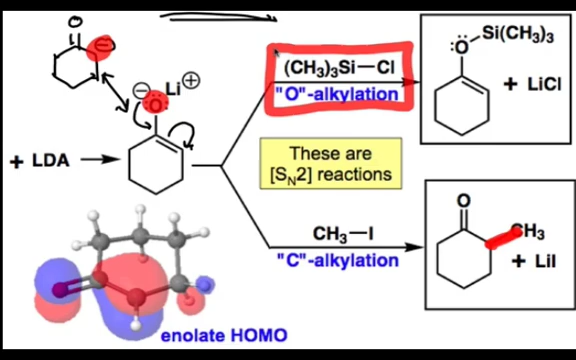 O
⊖
Li⊕
⊖
:O:
+ LDA
(CH₃)₃Si—Cl
"O"-alkylation
Si(CH₃)₃
:O
+ LiCl
These are
[SN2] reactions
CH₃—I
"C"-alkylation
O
CH₃
+ LiI
enolate HOMO